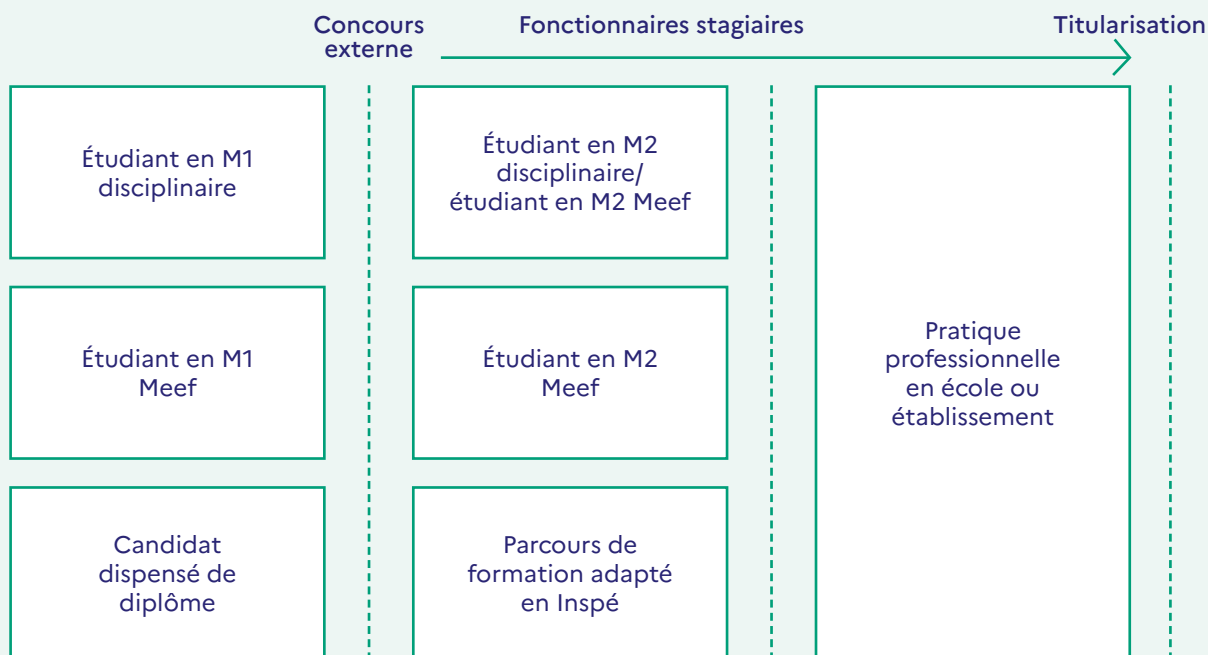 Concours
externe
Fonctionnaires stagiaires
Titularisation
Étudiant en M1
disciplinaire
Étudiant en M2
disciplinaire/
étudiant en M2 Meef
Étudiant en M1
Meef
Étudiant en M2
Meef
Pratique
professionnelle
en école ou
établissement
Candidat
dispensé de
diplôme
Parcours de
formation adapté
en Inspé